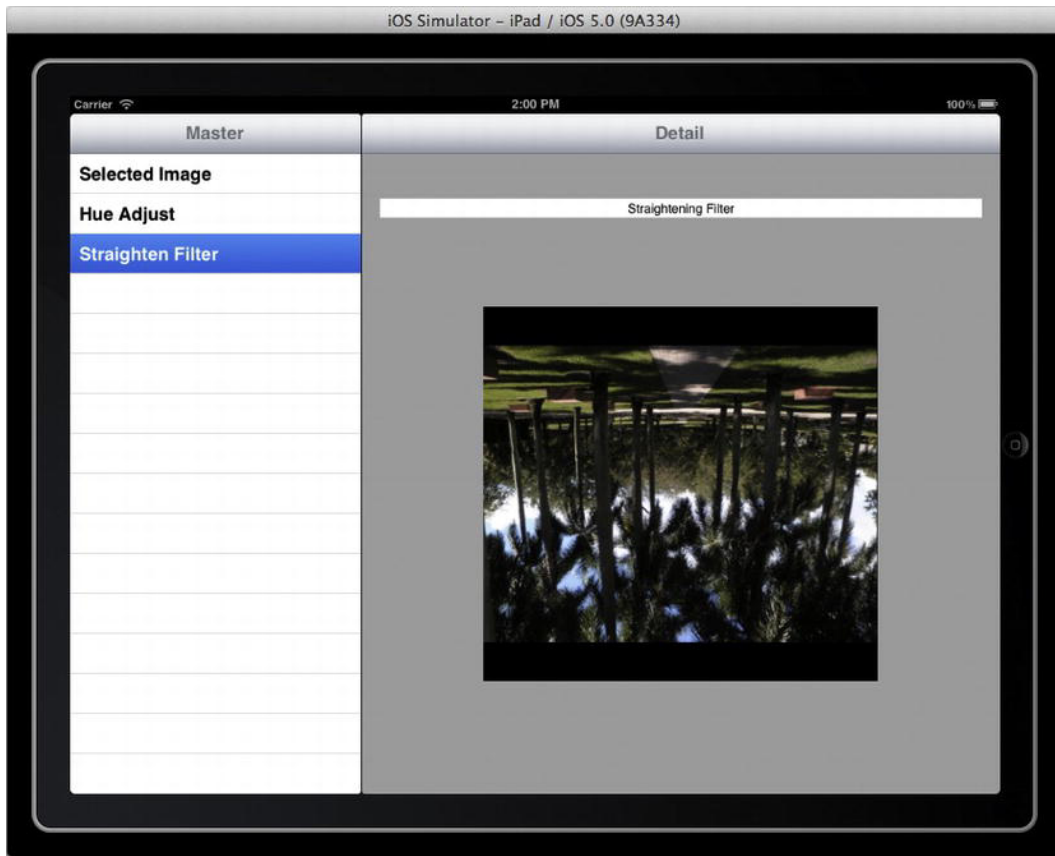 iOS Simulator – iPad / iOS 5.0 (9A334)
Carrier 2:00 PM 100%
Master Detail
Selected Image
Hue Adjust
Straightening Filter
Straighten Filter